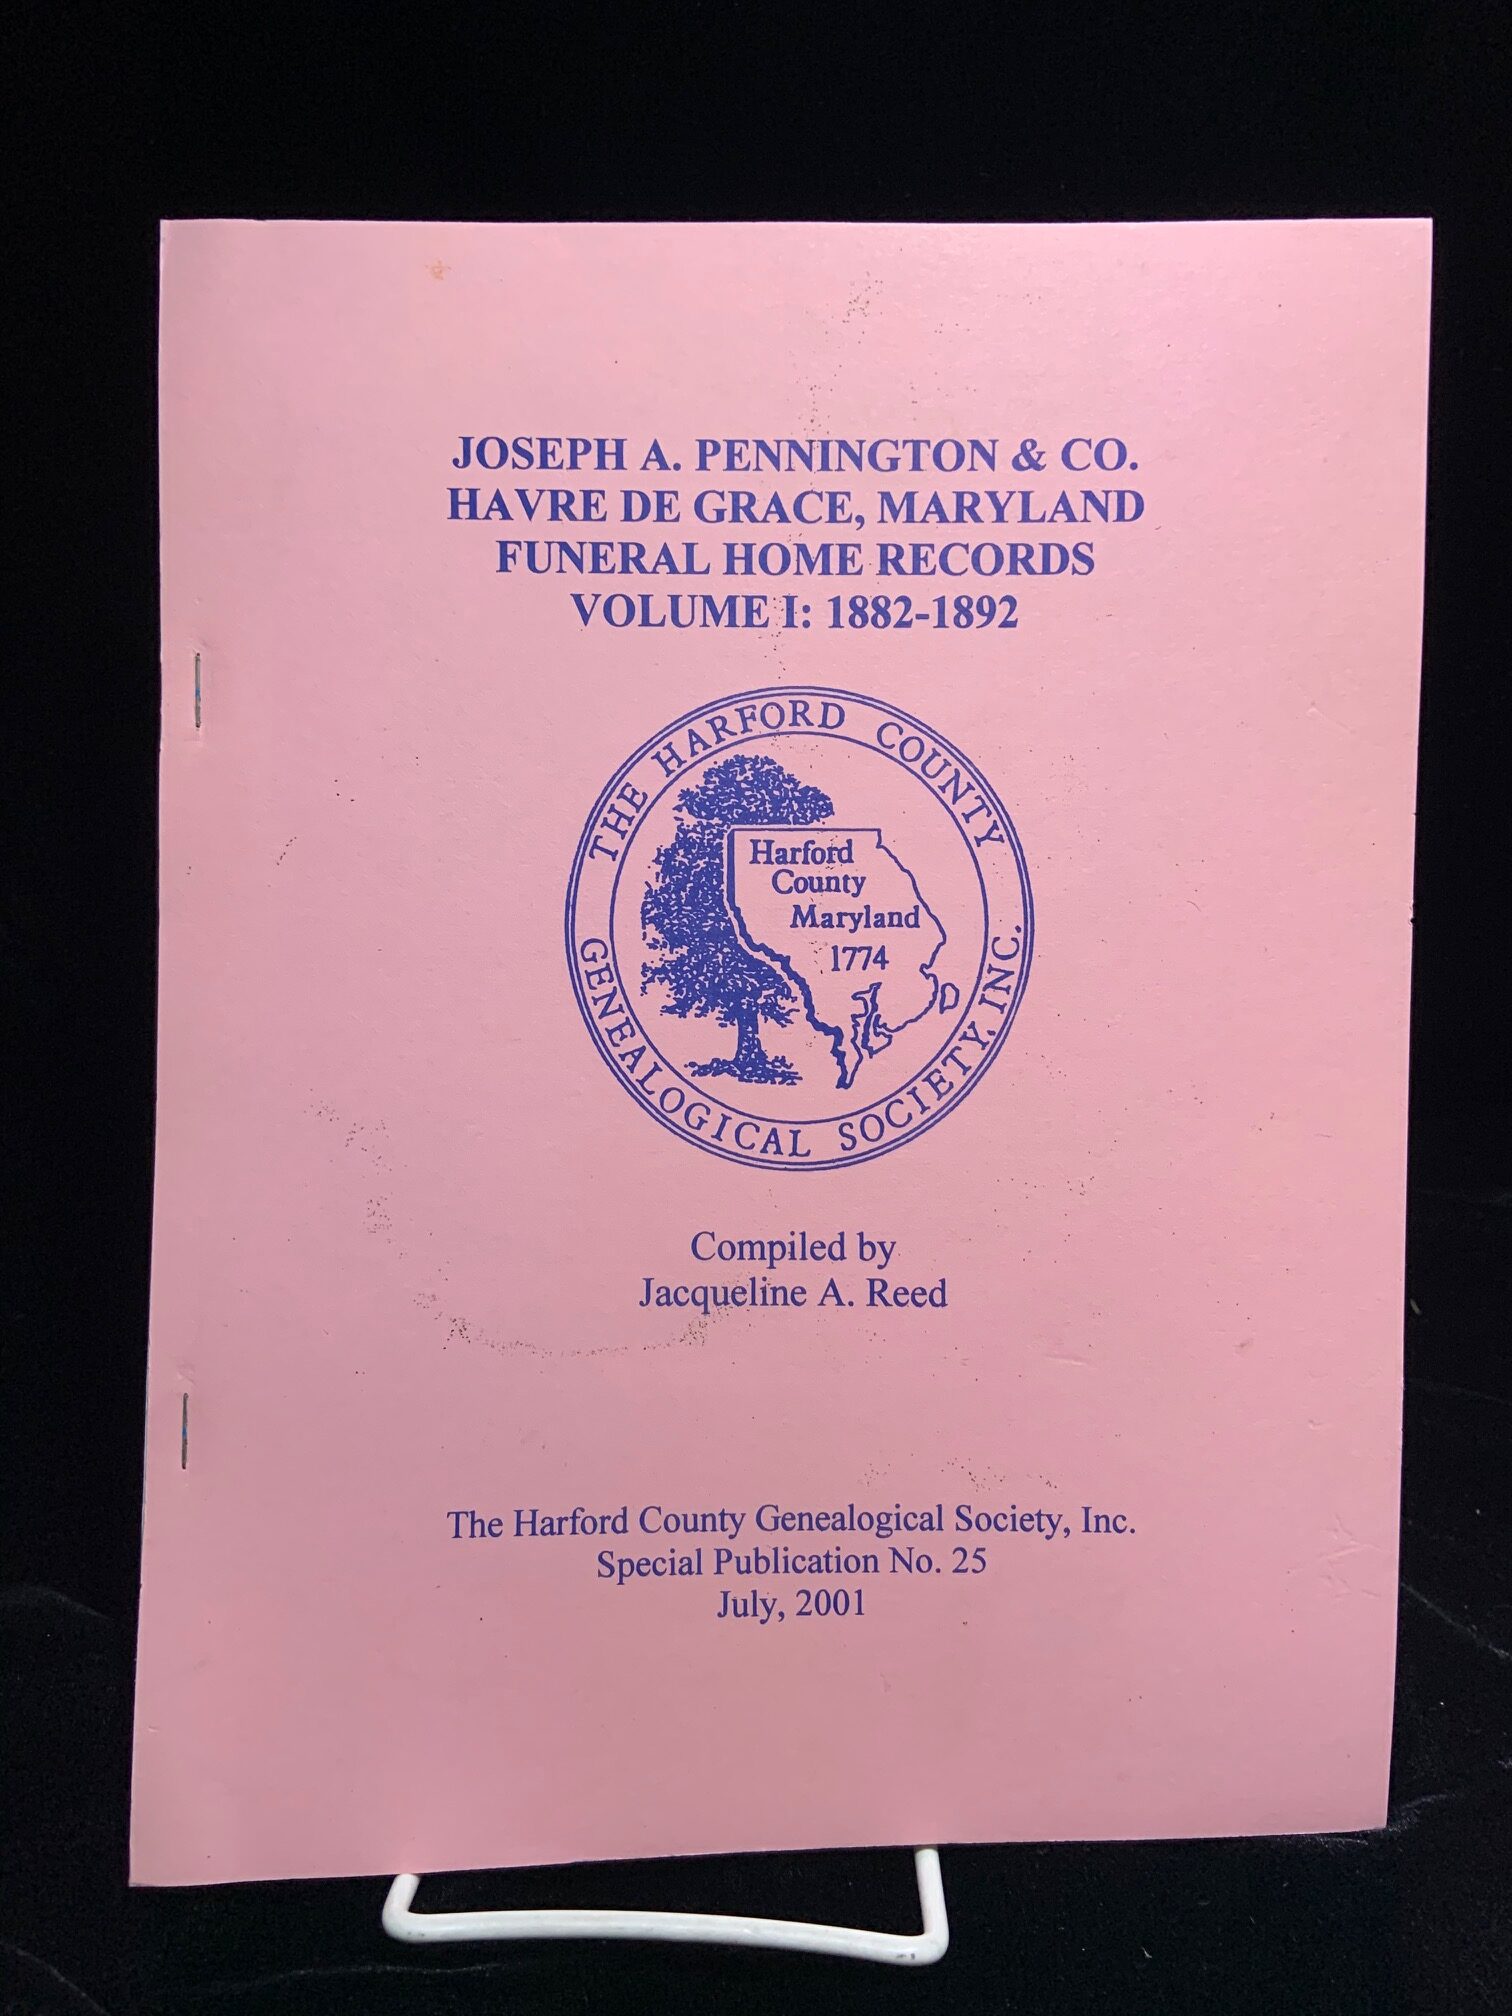 JOSEPH A. PENNINGTON & CO.
HAVRE DE GRACE, MARYLAND
FUNERAL HOME RECORDS
VOLUME I: 1882-1892
THE HARFORD COUNTY
GENEALOGICAL SOCIETY, INC.
Harford
County
Maryland
1774
Compiled by
Jacqueline A. Reed
The Harford County Genealogical Society, Inc.
Special Publication No. 25
July, 2001